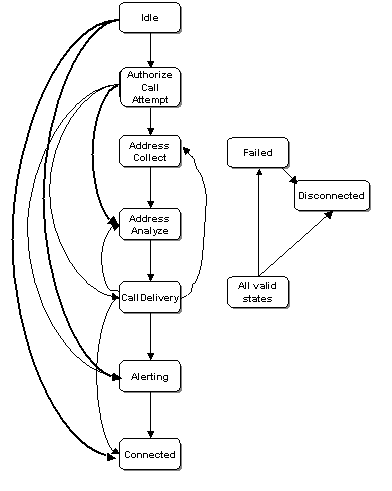 Idle
Authorize
Call
Attempt
Address
Collect
Failed
Disconnected
Address
Analyze
All valid
states
Call Delivery
Alerting
Connected